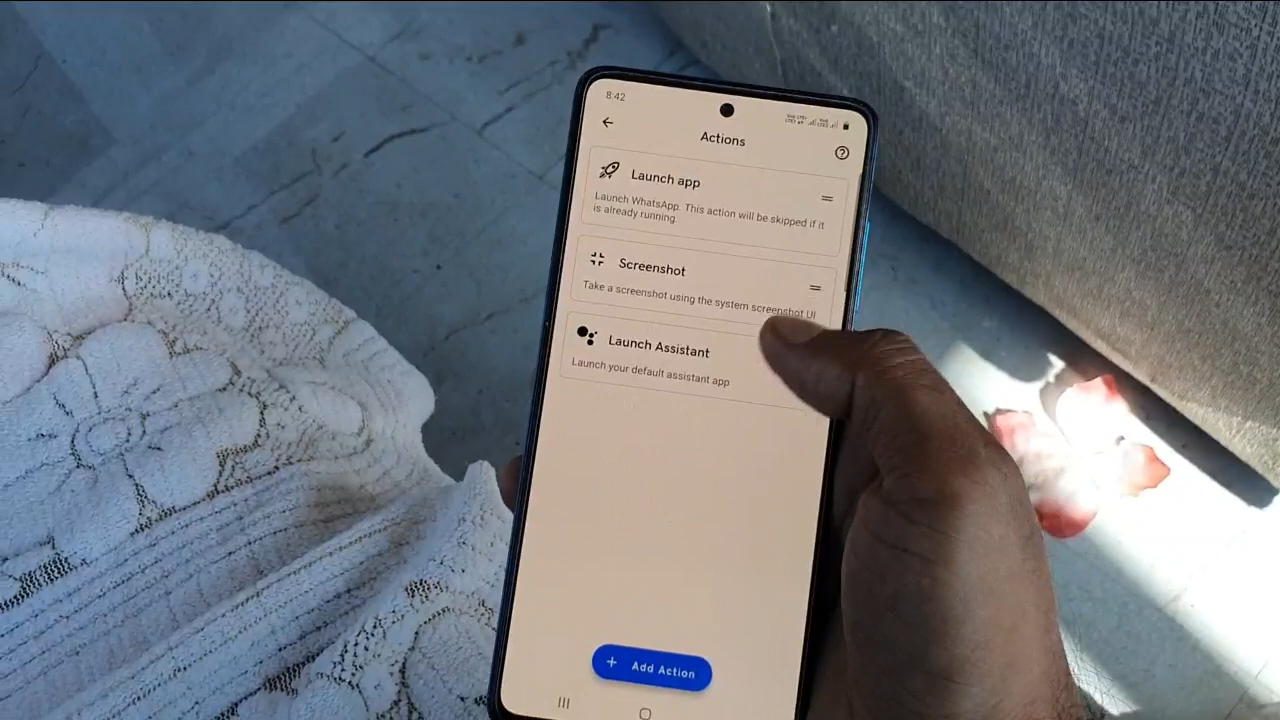 8:42
Actions
Launch app
Launch WhatsApp. This action will be skipped if it
is already running.
Screenshot
Take a screenshot using the system screenshot UI
Launch Assistant
Launch your default assistant app
+ Add Action